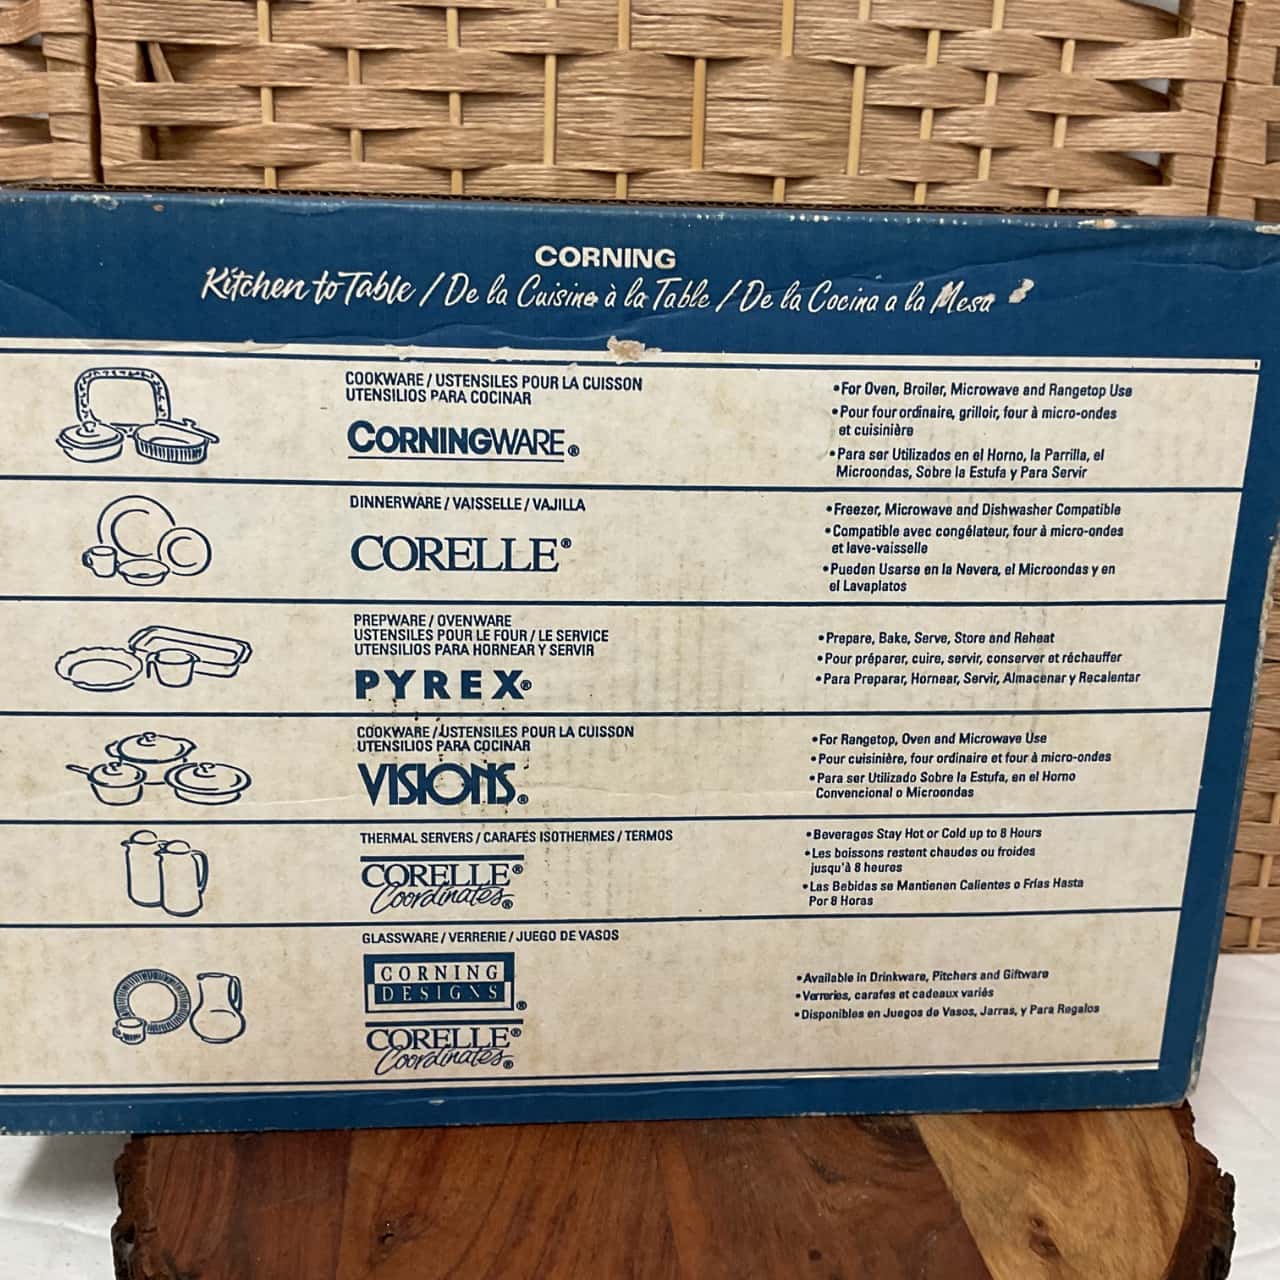 CORNING
Kitchen to Table / De la Cuisine à la Table / De la Cocina a la Mesa
COOKWARE / USTENSILES POUR LA CUISSON
UTENSILIOS PARA COCINAR
CORNINGWARE®
•For Oven, Broiler, Microwave and Rangetop Use
•Pour four ordinaire, grilloir, four à micro-ondes
et cuisinière
•Para ser Utilizados en el Horno, la Parrilla, el
Microondas, Sobre la Estufa y Para Servir
DINNERWARE / VAISSELLE / VAJILLA
CORELLE®
•Freezer, Microwave and Dishwasher Compatible
•Compatible avec congélateur, four à micro-ondes
et lave-vaisselle
•Pueden Usarse en la Nevera, el Microondas y en
el Lavaplatos
PREPWARE / OVENWARE
USTENSILES POUR LE FOUR / LE SERVICE
UTENSILIOS PARA HORNEAR Y SERVIR
PYREX®
•Prepare, Bake, Serve, Store and Reheat
•Pour préparer, cuire, servir, conserver et réchauffer
•Para Preparar, Hornear, Servir, Almacenar y Recalentar
COOKWARE / USTENSILES POUR LA CUISSON
UTENSILIOS PARA COCINAR
VISIONS®
•For Rangetop, Oven and Microwave Use
•Pour cuisinière, four ordinaire et four à micro-ondes
•Para ser Utilizado Sobre la Estufa, en el Horno
Convencional o Microondas
THERMAL SERVERS / CARAFES ISOTHERMES / TERMOS
CORELLE®
Coordinates®
•Beverages Stay Hot or Cold up to 8 Hours
•Les boissons restent chaudes ou froides
jusqu'à 8 heures
•Las Bebidas se Mantienen Calientes o Frías Hasta
Por 8 Horas
GLASSWARE / VERRERIE / JUEGO DE VASOS
CORNING
DESIGNS®
CORELLE®
Coordinates®
•Available in Drinkware, Pitchers and Giftware
•Verreries, carafes et cadeaux variés
•Disponibles en Juegos de Vasos, Jarras, y Para Regalos